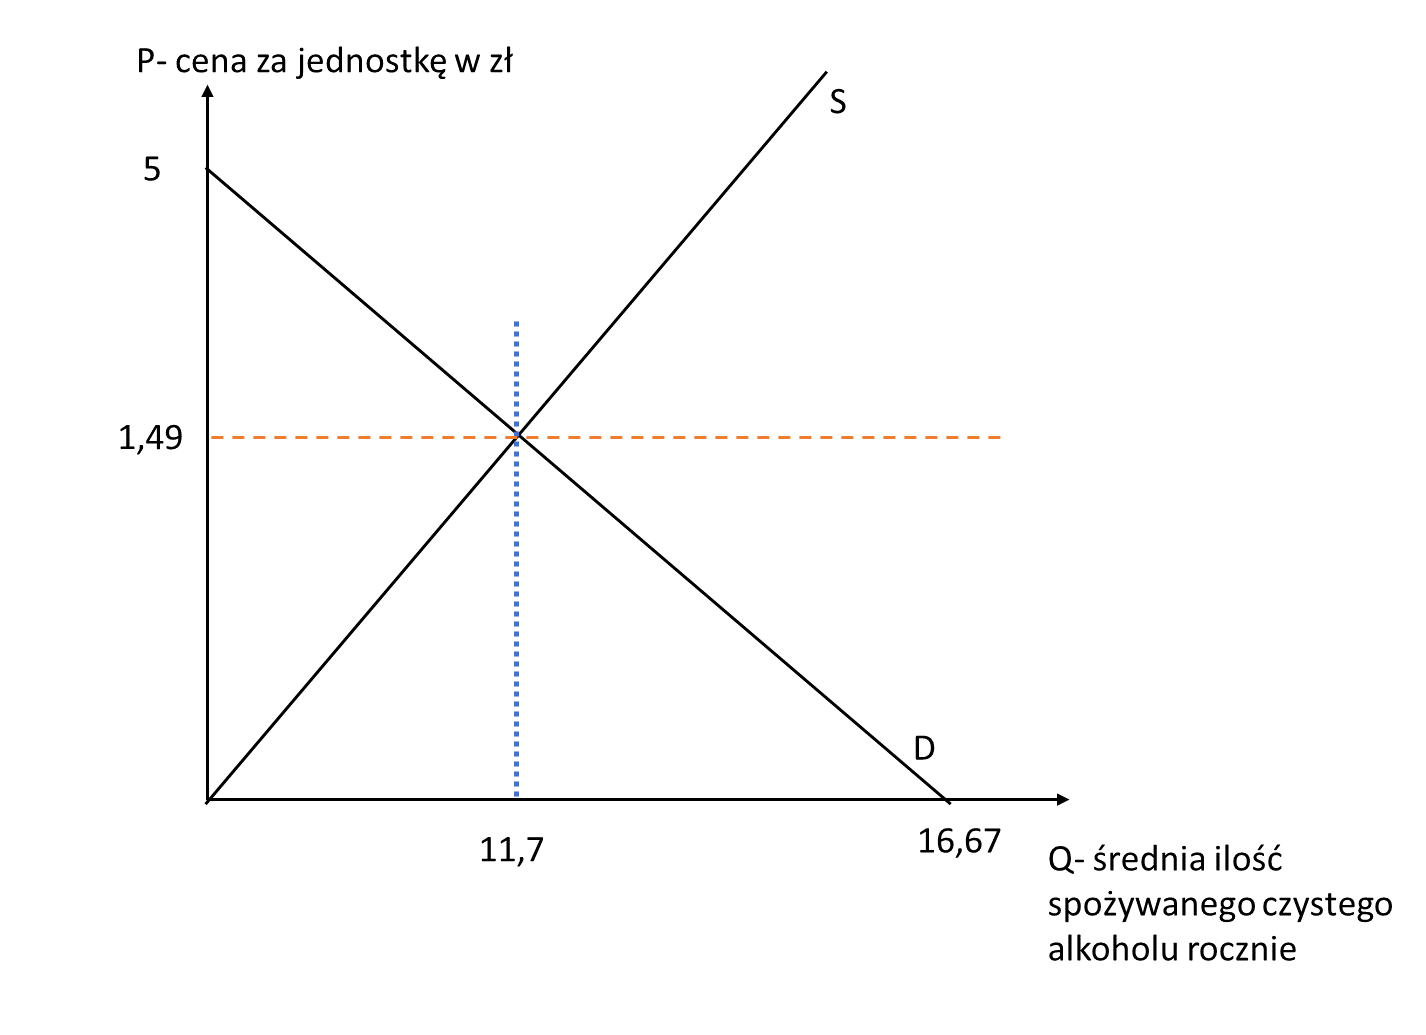 P- cena za jednostkę w zł
S
5
1,49
D
11,7
16,67
Q- średnia ilość
spożywanego czystego
alkoholu rocznie